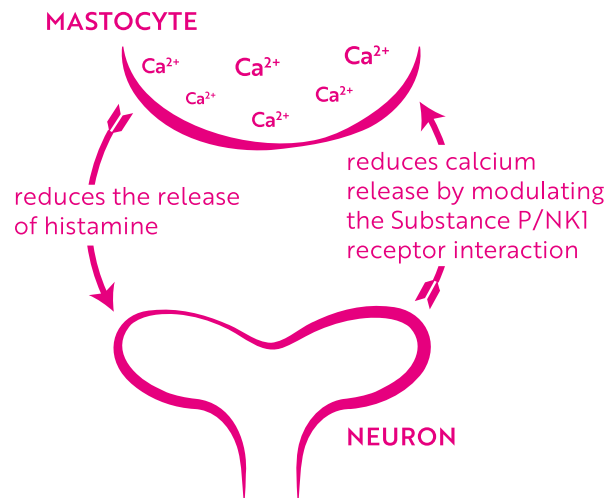 MASTOCYTE
Ca²⁺
Ca²⁺
Ca²⁺
Ca²⁺
Ca²⁺
Ca²⁺
reduces the release
of histamine
reduces calcium
release by modulating
the Substance P/NK1
receptor interaction
NEURON